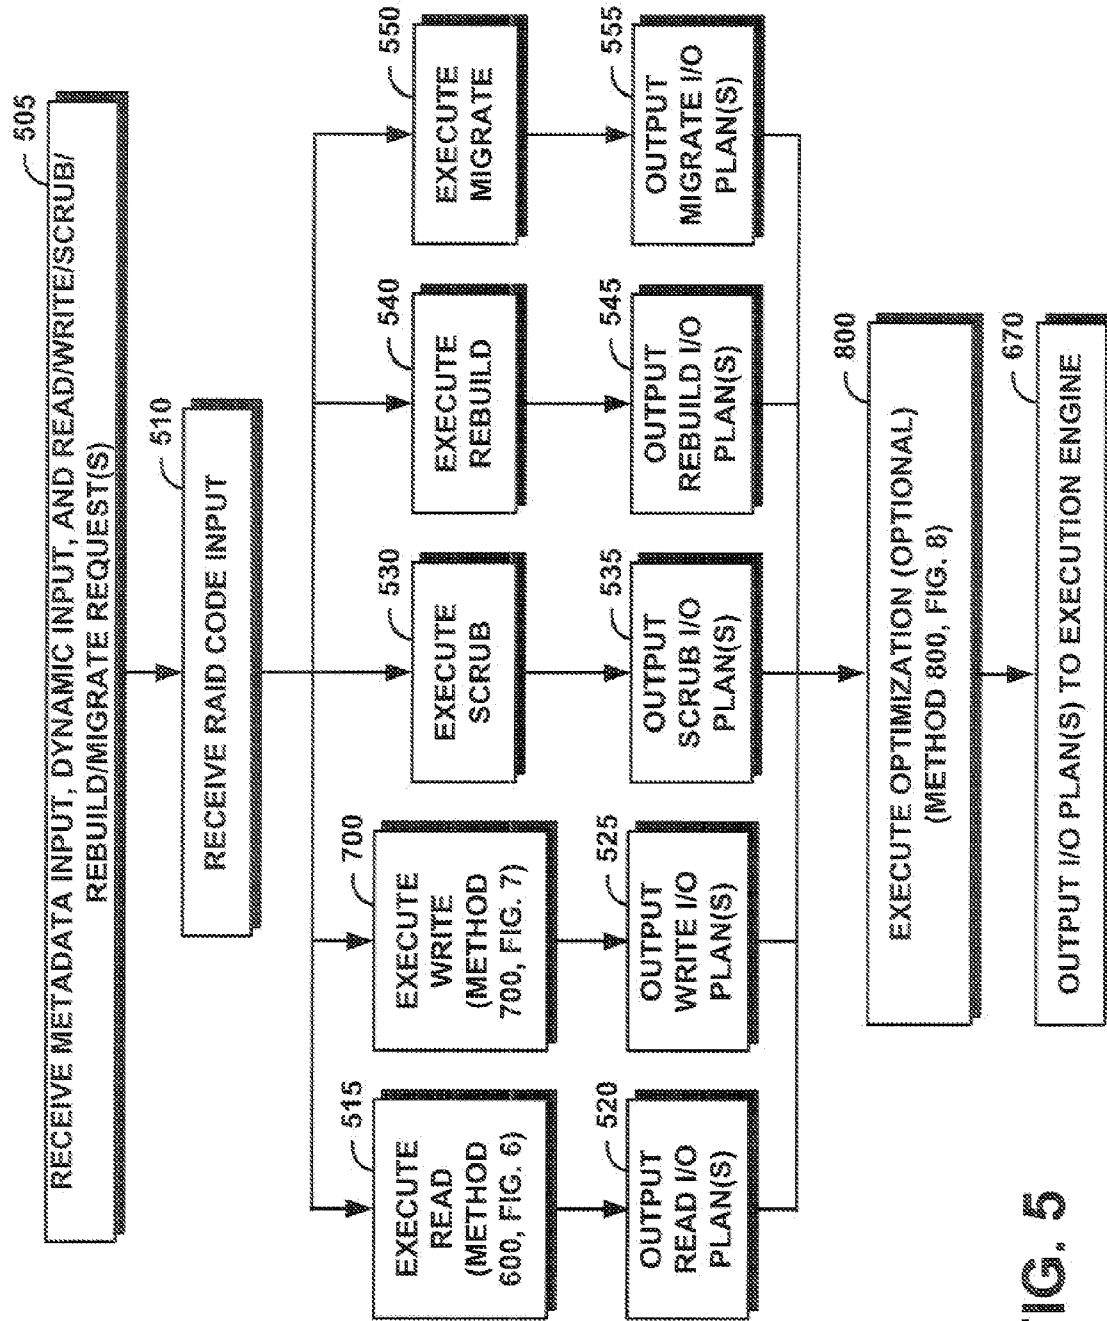 505
RECEIVE METADATA INPUT, DYNAMIC INPUT, AND READ/WRITE/SCRUB/
REBUILD/MIGRATE REQUEST(S)
510
RECEIVE RAID CODE INPUT
515
EXECUTE
READ
(METHOD
600, FIG. 6)
700
EXECUTE
WRITE
(METHOD
700, FIG. 7)
530
EXECUTE
SCRUB
540
EXECUTE
REBUILD
550
EXECUTE
MIGRATE
520
OUTPUT
READ I/O
PLAN(S)
525
OUTPUT
WRITE I/O
PLAN(S)
535
OUTPUT
SCRUB I/O
PLAN(S)
545
OUTPUT
REBUILD I/O
PLAN(S)
555
OUTPUT
MIGRATE I/O
PLAN(S)
800
EXECUTE OPTIMIZATION (OPTIONAL)
(METHOD 800, FIG. 8)
670
OUTPUT I/O PLAN(S) TO EXECUTION ENGINE
FIG. 5